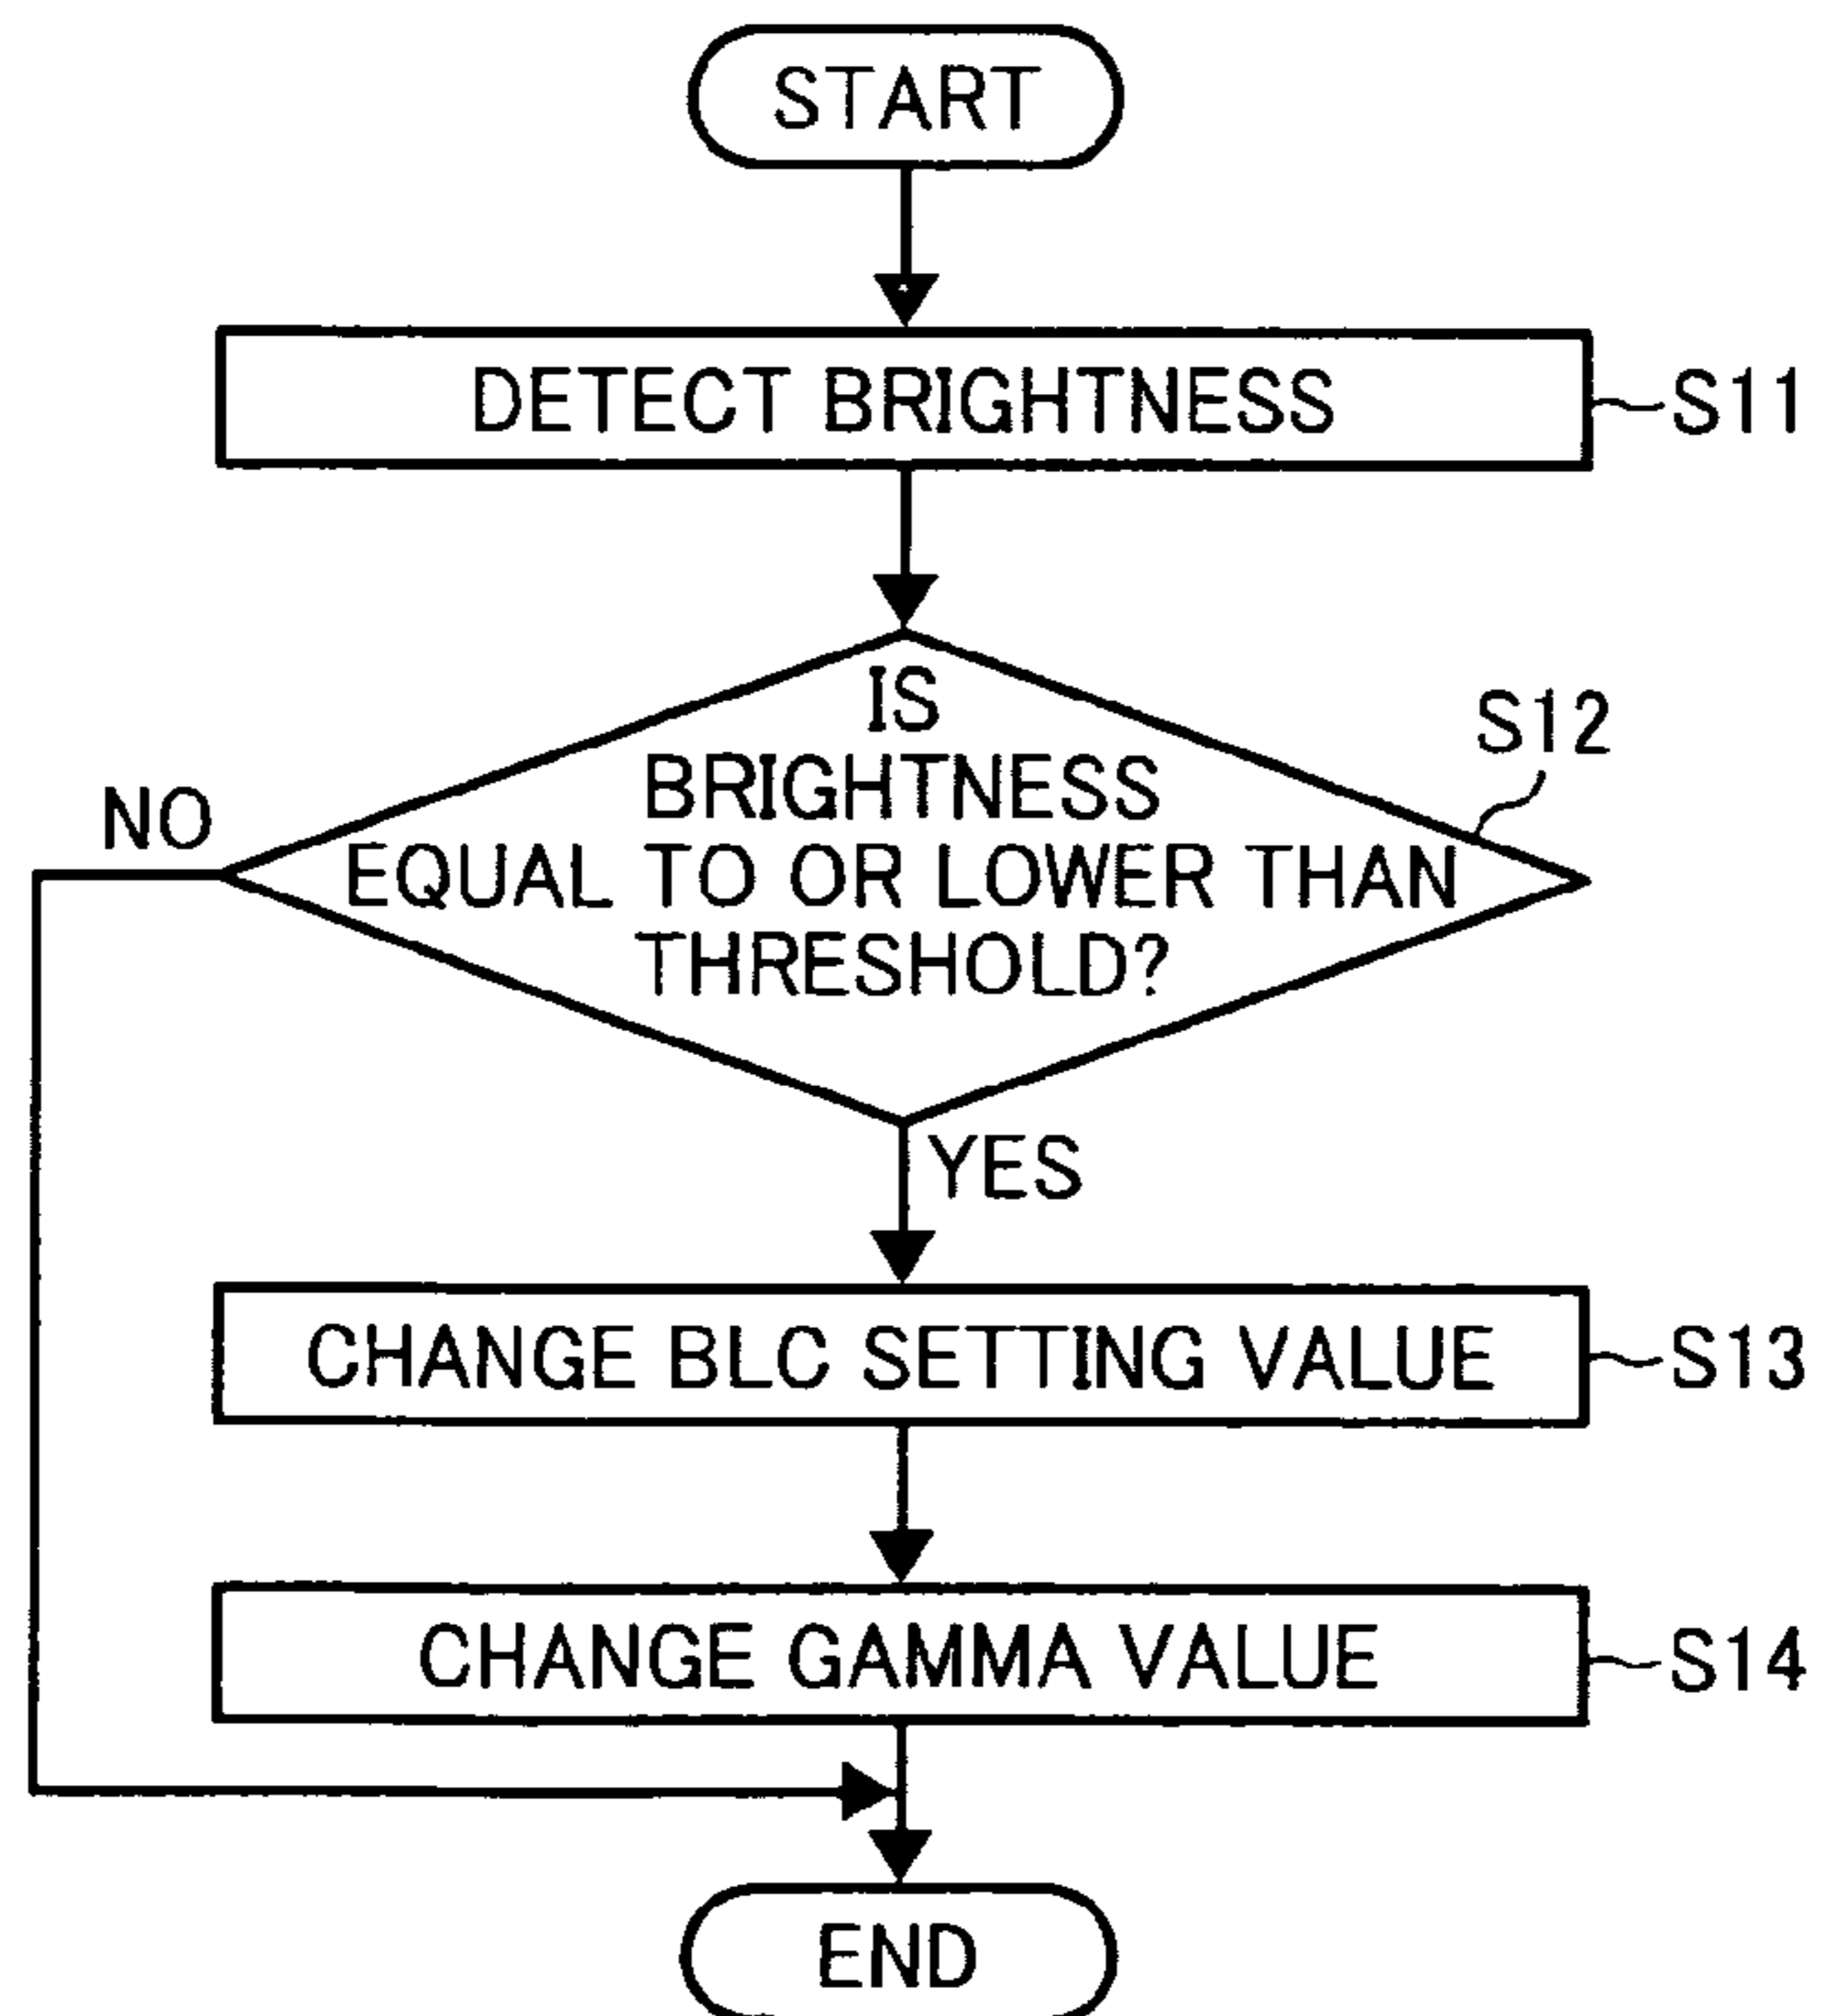 START
DETECT BRIGHTNESS
S11
IS
BRIGHTNESS
EQUAL TO OR LOWER THAN
THRESHOLD?
S12
NO
YES
CHANGE BLC SETTING VALUE
S13
CHANGE GAMMA VALUE
S14
END